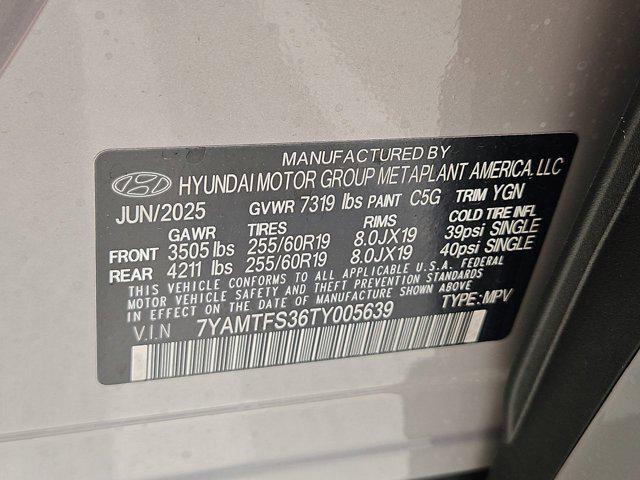 MANUFACTURED BY
HYUNDAI MOTOR GROUP METAPLANT AMERICA, LLC
JUN/2025 GVWR 7319 lbs PAINT C5G TRIM YGN
GAWR TIRES RIMS COLD TIRE INFL
FRONT 3505 lbs 255/60R19 8.0JX19 39psi SINGLE
REAR 4211 lbs 255/60R19 8.0JX19 40psi SINGLE
THIS VEHICLE CONFORMS TO ALL APPLICABLE U.S.A. FEDERAL
MOTOR VEHICLE SAFETY AND THEFT PREVENTION STANDARDS
IN EFFECT ON THE DATE OF MANUFACTURE SHOWN ABOVE.
V.I.N 7YAMTFS36TY005639 TYPE:MPV